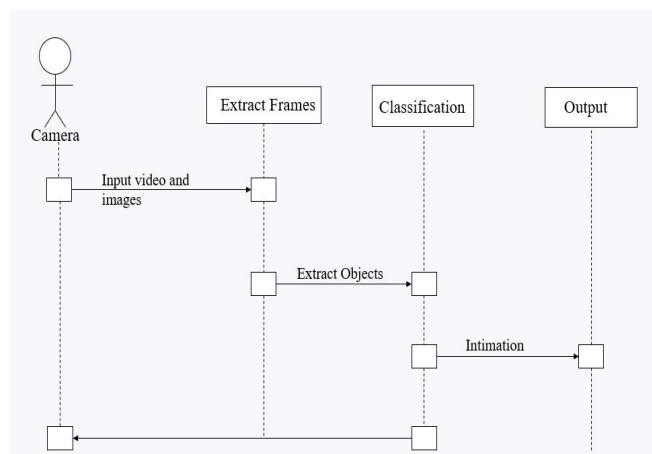 Camera
Extract Frames
Classification
Output
Input video and
images
Extract Objects
Intimation